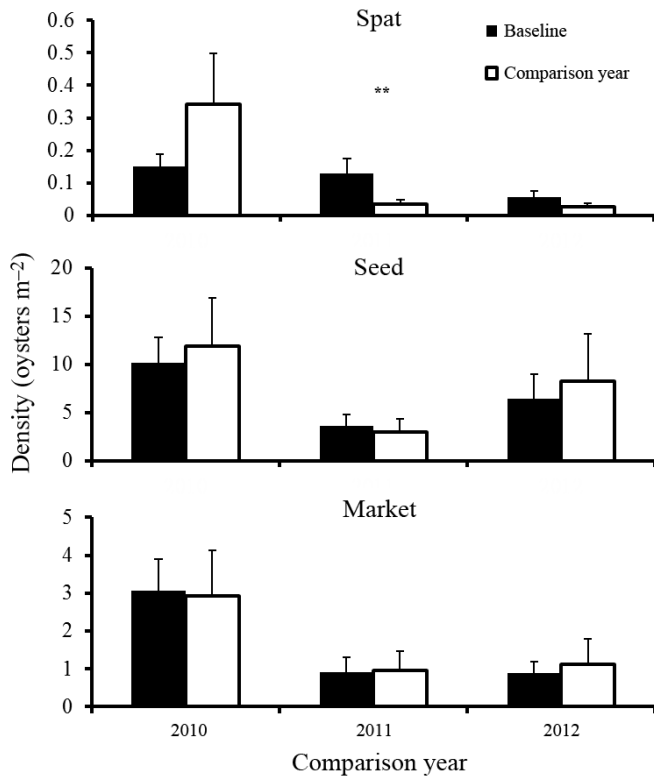 Spat
Baseline
Comparison year
**
0.6
0.5
0.4
0.3
0.2
0.1
0
Seed
20
15
10
5
0
Density (oysters m⁻²)
Market
5
4
3
2
1
0
2010 2011 2012
Comparison year